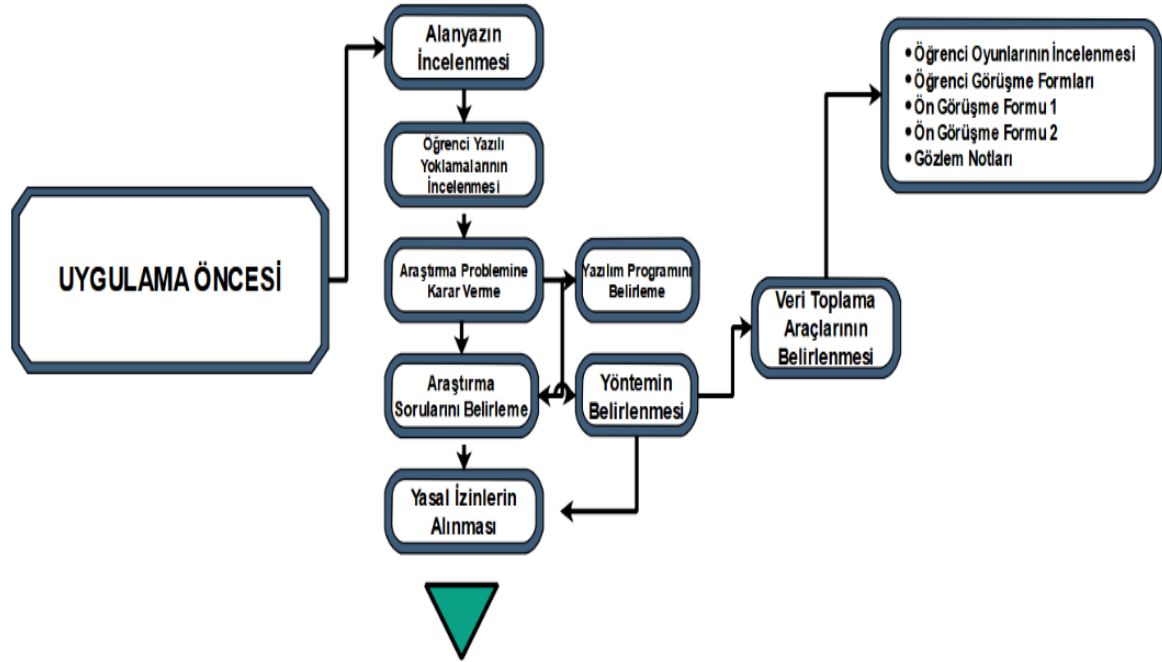 UYGULAMA ÖNCESİ
Alanyazın
İncelenmesi
Öğrenci Yazılı
Yoklamalarının
İncelenmesi
Araştırma Problemine
Karar Verme
Yazılım Programını
Belirleme
Araştırma
Sorularını Belirleme
Yöntemin
Belirlenmesi
Yasal İzinlerin
Alınması
Veri Toplama
Araçlarının
Belirlenmesi
• Öğrenci Oyunlarının İncelenmesi
• Öğrenci Görüşme Formları
• Ön Görüşme Formu 1
• Ön Görüşme Formu 2
• Gözlem Notları